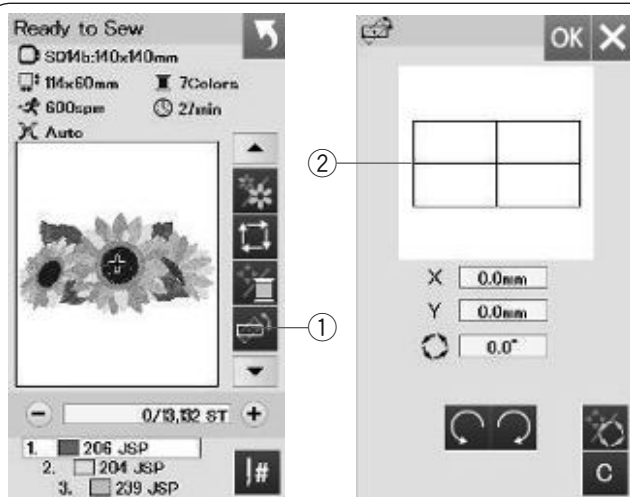 Ready to Sew
SD14b:140x140mm
114x60mm 7Colors
600spm 27min
Auto
①
0/13,132 ST
1. 206 JSP
2. 204 JSP
3. 239 JSP
#
OK
②
X 0.0mm
Y 0.0mm
0.0°
C